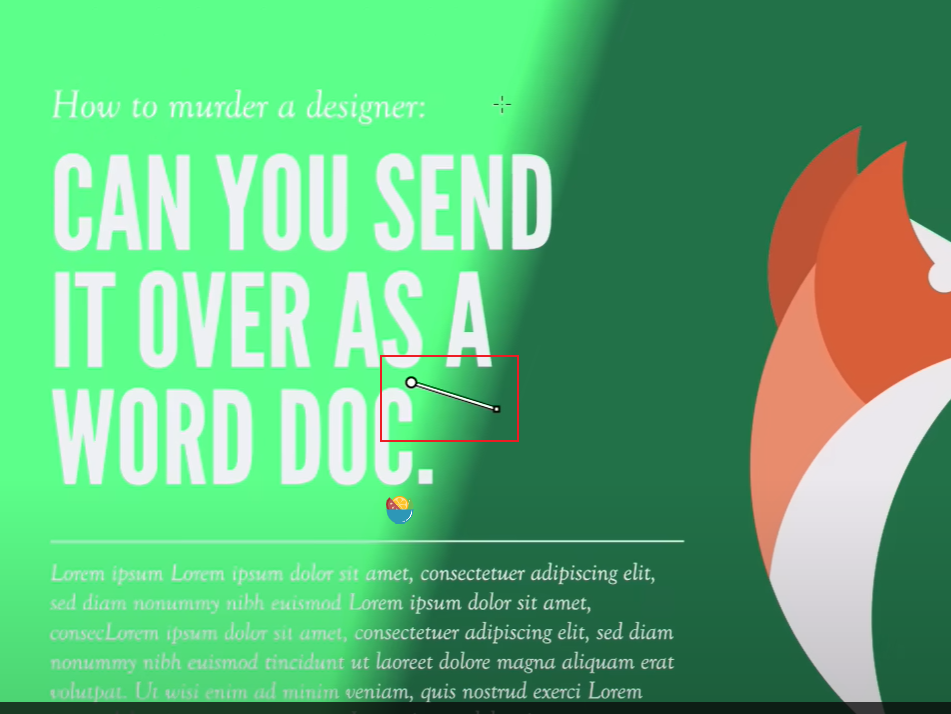 How to murder a designer:
CAN YOU SEND
IT OVER AS A
WORD DOC.
Lorem ipsum Lorem ipsum dolor sit amet, consectetuer adipiscing elit,
sed diam nonummy nibh euismod Lorem ipsum dolor sit amet,
consecLorem ipsum dolor sit amet, consectetuer adipiscing elit, sed diam
nonummy nibh euismod tincidunt ut laoreet dolore magna aliquam erat
volutpat. Ut wisi enim ad minim veniam, quis nostrud exerci Lorem